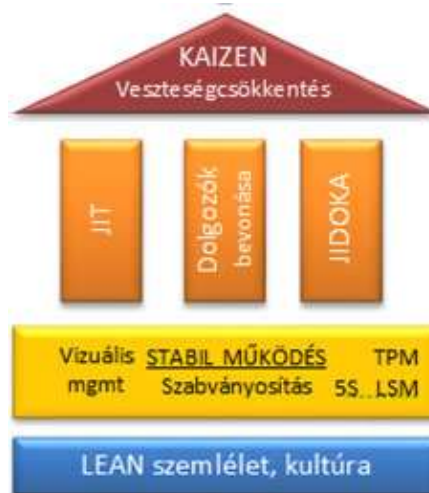 KAIZEN
Veszteségcsökkentés
JIT
Dolgozók
bevonása
JIDOKA
Vizuális STABIL MŰKÖDÉS TPM
mgmt Szabványosítás 5S...LSM
LEAN szemlélet, kultúra